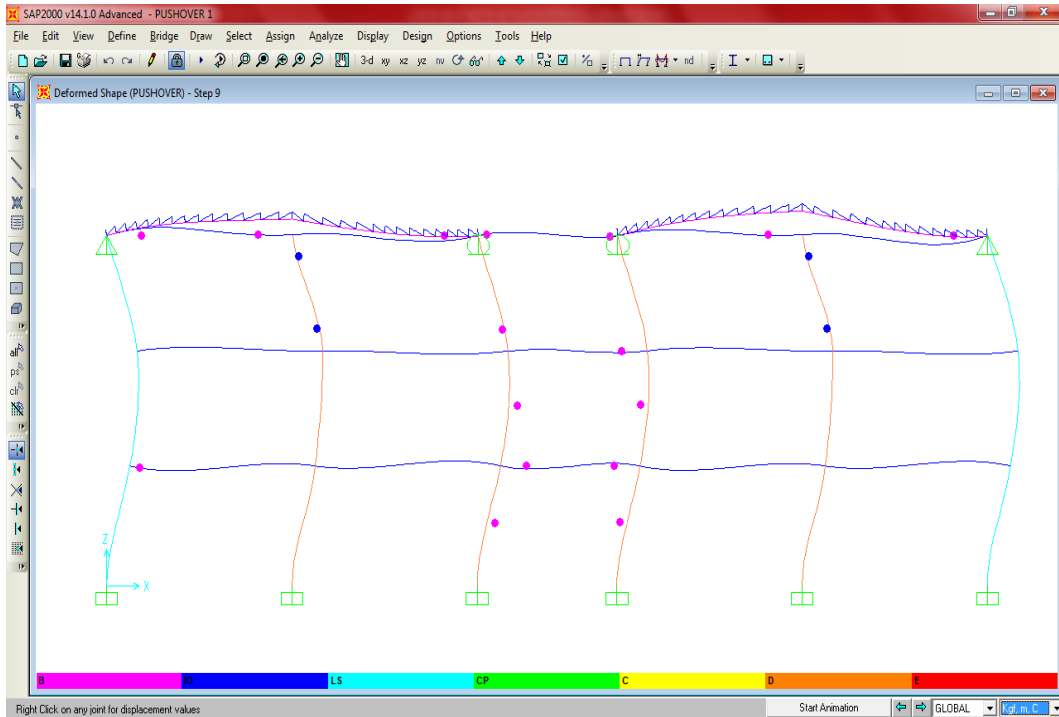 SAP2000 v14.1.0 Advanced - PUSHOVER 1
File Edit View Define Bridge Draw Select Assign Analyze Display Design Options Tools Help
3-d xy xz yz nv nd
Deformed Shape (PUSHOVER) - Step 9
all
ps
clr
Z
X
B IO LS CP C D E
Right Click on any joint for displacement values Start Animation GLOBAL Kgf, m, C